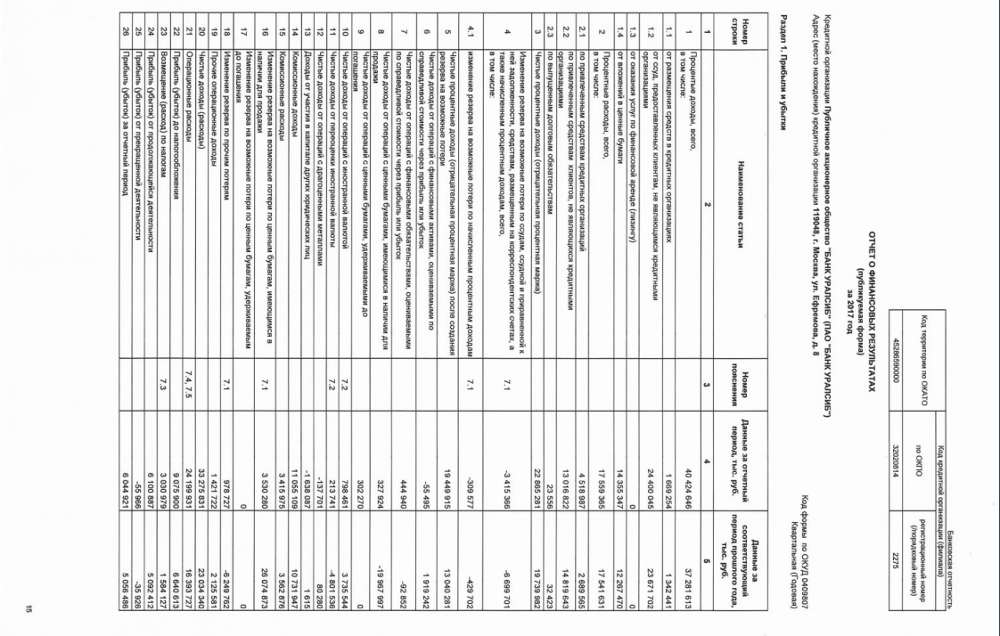 Банковская отчетность
Код территории по ОКАТО | Код кредитной организации (филиала)
по ОКПО | регистрационный номер
(/порядковый номер)
45286590000 | 32020814 | 2275
ОТЧЕТ О ФИНАНСОВЫХ РЕЗУЛЬТАТАХ
(публикуемая форма)
за 2017 год
Кредитной организации Публичное акционерное общество "БАНК УРАЛСИБ" (ПАО "БАНК УРАЛСИБ")
Адрес (место нахождения) кредитной организации 119048, г. Москва, ул. Ефремова, д. 8
Код формы по ОКУД 0409807
Квартальная (Годовая)
Раздел 1. Прибыли и убытки
Номер строки | Наименование статьи | Номер пояснения | Данные за отчетный период, тыс. руб. | Данные за соответствующий период прошлого года, тыс. руб.
1 | 2 | 3 | 4 | 5
1 | Процентые доходы, всего,
в том числе: | 40 424 646 | 37 281 613
1.1 | от размещения средств в кредитных организациях | 1 669 254 | 1 342 441
1.2 | от ссуд, предоставленных клиентам, не являющимся кредитными
организациями | 24 400 045 | 23 671 702
1.3 | от оказания услуг по финансовой аренде (лизингу) | 0 | 0
1.4 | от вложений в ценные бумаги | 14 355 347 | 12 267 470
2 | Процентные расходы, всего,
в том числе: | 17 559 365 | 17 541 631
2.1 | по привлеченным средствам кредитных организаций | 4 518 987 | 2 689 565
2.2 | по привлеченным средствам клиентов, не являющихся кредитными
организациями | 13 016 822 | 14 819 643
2.3 | по выпущенным долговым обязательствам | 23 556 | 32 423
3 | Чистые процентные доходы (отрицательная процентная маржа) | 22 865 281 | 19 739 982
4 | Изменение резерва на возможные потери по ссудам, ссудной и приравненной к
ней задолженности, средствам, размещенным на корреспондентских счетах, а
также начисленным процентным доходам, всего,
в том числе: | 7.1 | -3 415 366 | -6 699 701
4.1 | изменение резерва на возможные потери по начисленным процентным доходам | 7.1 | -309 577 | -429 702
5 | Чистые процентные доходы (отрицательная процентная маржа) после создания
резерва на возможные потери | 19 449 915 | 13 040 281
6 | Чистые доходы от операций с финансовыми активами, оцениваемыми по
справедливой стоимости через прибыль или убыток | -55 495 | 1 919 242
7 | Чистые доходы от операций с финансовыми обязательствами, оцениваемыми
по справедливой стоимости через прибыль или убыток | 444 940 | -92 852
8 | Чистые доходы от операций с ценными бумагами, имеющимися в наличии для
продажи | 327 924 | -19 967 997
9 | Чистые доходы от операций с ценными бумагами, удерживаемыми до
погашения | 302 270 | 0
10 | Чистые доходы от операций с иностранной валютой | 7.2 | 798 461 | 3 735 544
11 | Чистые доходы от переоценки иностранной валюты | 7.2 | 213 741 | -4 801 536
12 | Чистые доходы от операций с драгоценными металлами | -137 701 | 80 280
13 | Доходы от участия в капитале других юридических лиц | -1 638 087 | 1 615
14 | Комиссионные доходы | 11 055 109 | 10 731 947
15 | Комиссионные расходы | 3 415 975 | 3 562 876
16 | Изменение резерва на возможные потери по ценным бумагам, имеющимся в
наличии для продажи | 7.1 | 3 530 280 | 26 074 873
17 | Изменение резерва на возможные потери по ценным бумагам, удерживаемым
до погашения | 0 | 0
18 | Изменение резерва по прочим потерям | 7.1 | 978 727 | -6 249 762
19 | Прочие операционные доходы | 1 421 722 | 2 125 581
20 | Чистые доходы (расходы) | 33 275 831 | 23 034 340
21 | Операционные расходы | 7.4, 7.5 | 24 199 931 | 16 393 727
22 | Прибыль (убыток) до налогообложения | 9 075 900 | 6 640 613
23 | Возмещение (расход) по налогам | 7.3 | 3 030 979 | 1 584 127
24 | Прибыль (убыток) от продолжающейся деятельности | 6 100 887 | 5 092 412
25 | Прибыль (убыток) от прекращенной деятельности | -55 966 | -35 926
26 | Прибыль (убыток) за отчетный период | 6 044 921 | 5 056 486
15